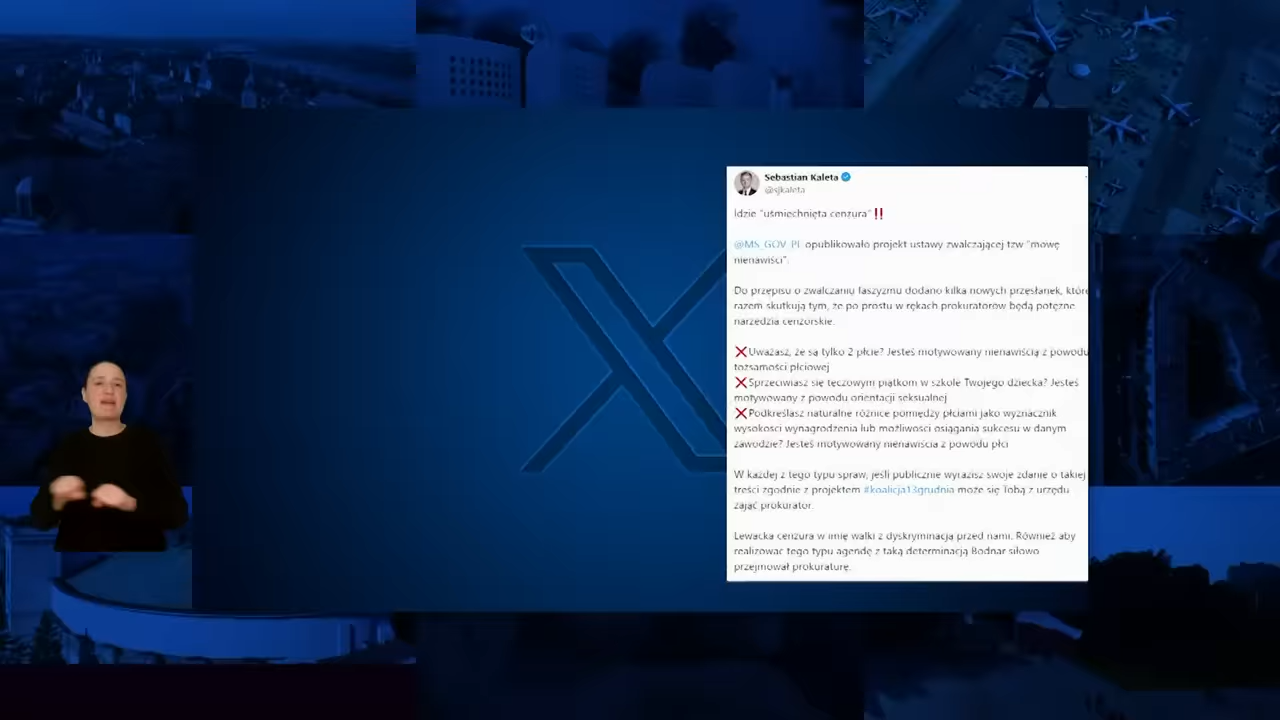 Sebastian Kaleta
@sjkaleta
Idzie "uśmiechnięta cenzura"‼
@MS_GOV_PL opublikowało projekt ustawy zwalczającej tzw "mowę
nienawiści".
Do przepisu o zwalczaniu faszyzmu dodano kilka nowych przesłanek, które
razem skutkują tym, że po prostu w rękach prokuratorów będą potężne
narzędzia cenzorskie.
❌Uważasz, że są tylko 2 płcie? Jesteś motywowany nienawiścią z powodu
tożsamości płciowej
❌Sprzeciwiasz się tęczowym piątkom w szkole Twojego dziecka? Jesteś
motywowany z powodu orientacji seksualnej
❌Podkreślasz naturalne różnice pomiędzy płciami jako wyznacznik
wysokości wynagrodzenia lub możliwości osiągania sukcesu w danym
zawodzie? Jesteś motywowany nienawiścią z powodu płci
W każdej z tego typu spraw, jeśli publicznie wyrazisz swoje zdanie o takiej
treści zgodnie z projektem #koalicja13grudnia może się Tobą z urzędu
zająć prokurator.
Lewacka cenzura w imię walki z dyskryminacją przed nami. Również aby
realizować tego typu agendę z taką determinacją Bodnar siłowo
przejmował prokuraturę.